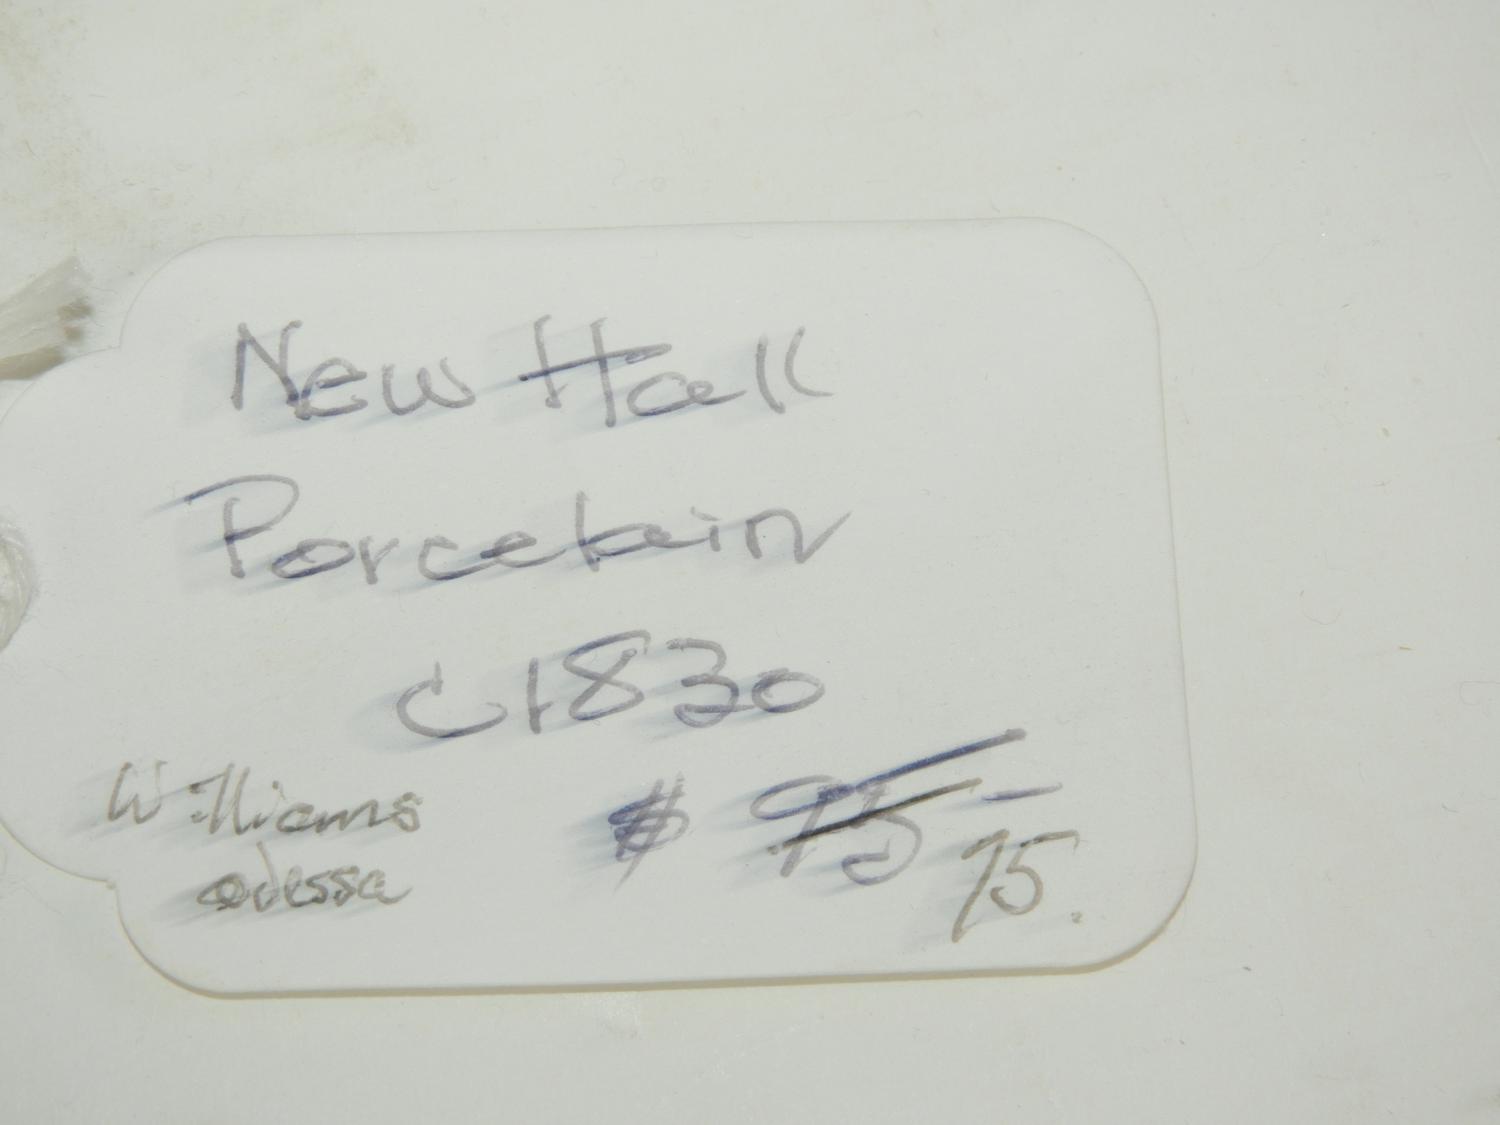 New Hall
Porcelain
c1830
Williams $ 95-
odessa 75.